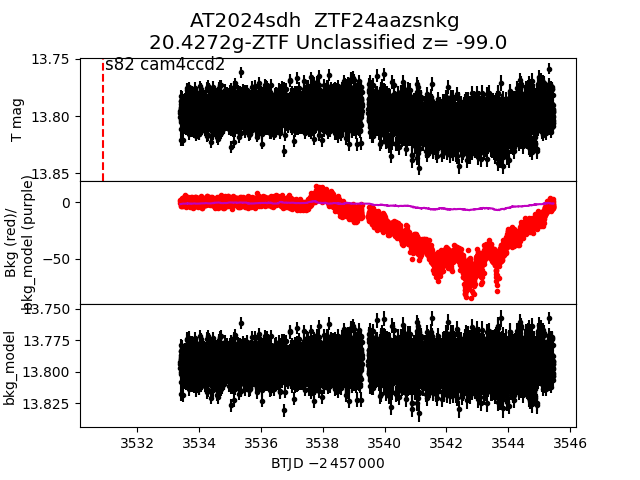 AT2024sdh  ZTF24aazsnkg
20.4272g-ZTF Unclassified z= -99.0
s82 cam4ccd2
T mag
13.75
13.80
13.85
Bkg (red)/
bkg_model (purple)
0
−50
bkg_model
13.750
13.775
13.800
13.825
3532 3534 3536 3538 3540 3542 3544 3546
BTJD −2 457 000